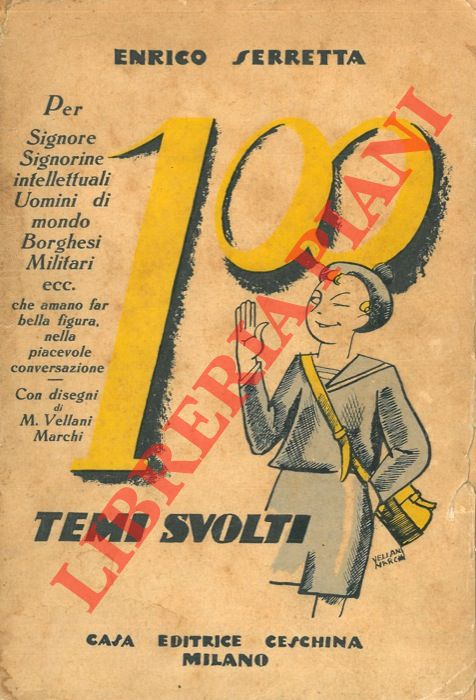 ENRICO SERRETTA
Per
Signore
Signorine
intellettuali
Uomini di
mondo
Borghesi
Militari
ecc.
che amano far
bella figura,
nella
piacevole
conversazione
Con disegni
di
M. Vellani
Marchi
100
TEMI SVOLTI
VELLANI
MARCHI
CASA EDITRICE CESCHINA
MILANO
LIBRERIA PIANI